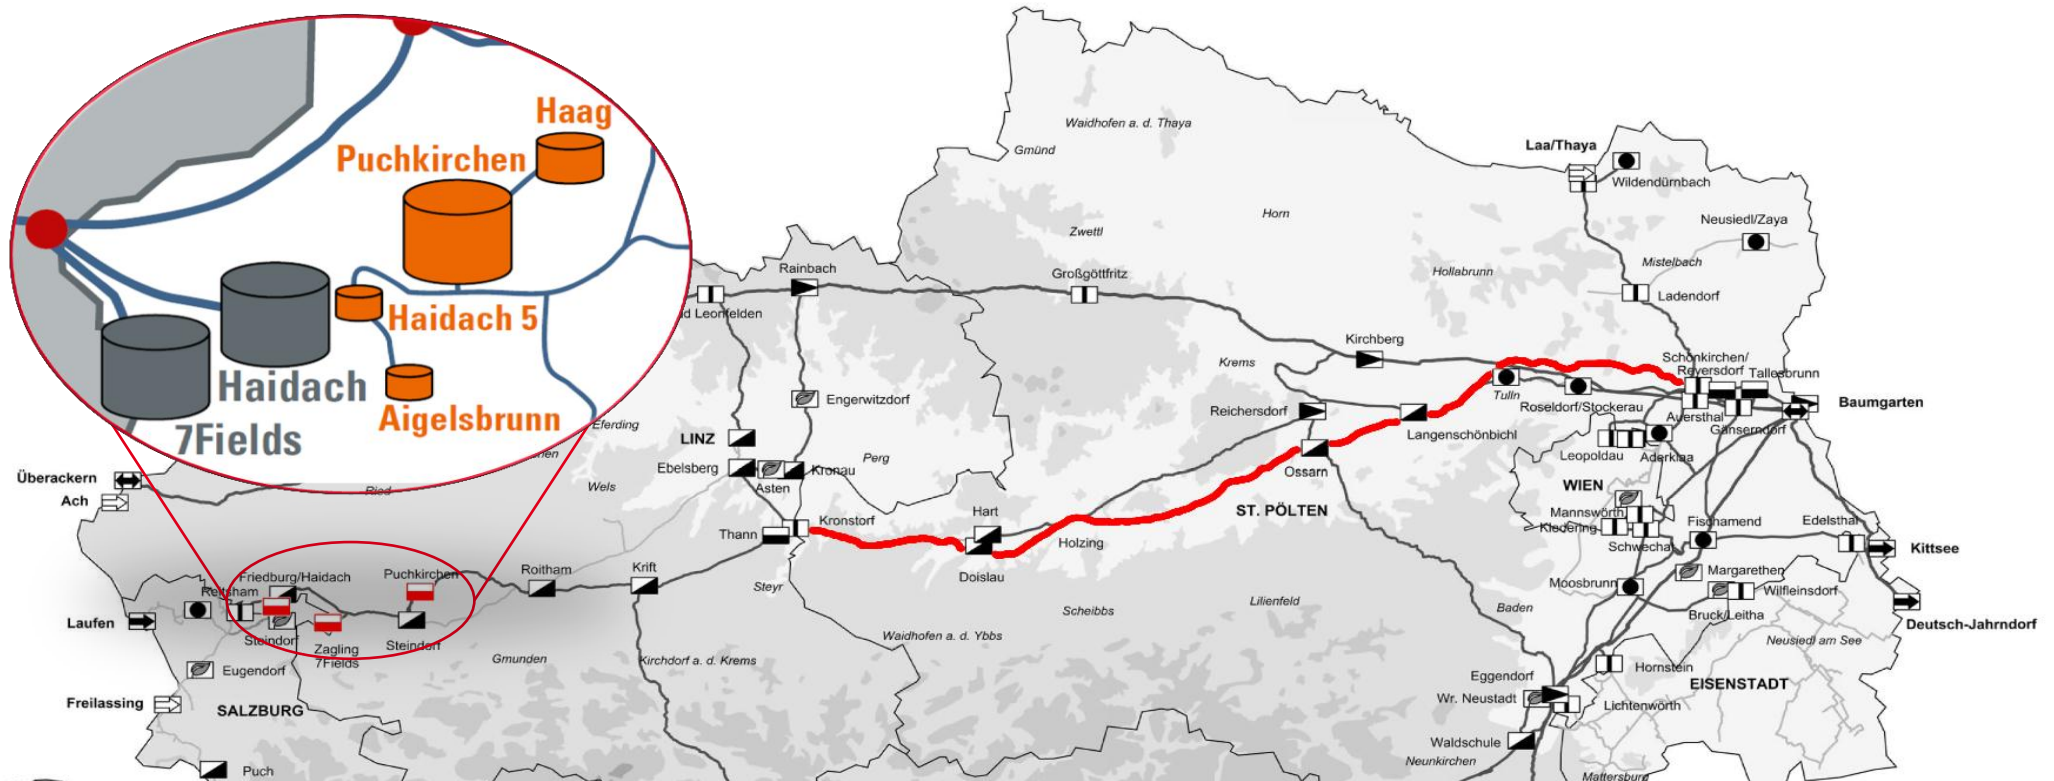 Haag
Puchkirchen
Haidach 5
Haidach
Aigelsbrunn
7Fields
Waidhofen a. d. Thaya
Gmünd
Laa/Thaya
Wildendürnbach
Neusiedl/Zaya
Horn
Zwettl
Mistelbach
Hollabrunn
Rainbach
Großgöttfritz
Ladendorf
Leonfelden
Kirchberg
Krems
Schönkirchen/
Reyersdorf
Tallesbrunn
Engerwitzdorf
Tulln
Roseldorf/Stockerau
Baumgarten
Reichersdorf
Auersthal
Eferding
LINZ
Langenschönbichl
Gänserndorf
Leopoldau
Aderklaa
Perg
Ebelsberg
Kronau
Ossarn
Asten
Überackern
Ried
Wels
WIEN
Ach
ST. PÖLTEN
Hart
Mannswörth
Kledering
Fischamend
Edelsthal
Kronstorf
Thann
Holzing
Schwechat
Kittsee
Doislau
Friedburg/Haidach
Puchkirchen
Roitham
Krift
Steyr
Moosbrunn
Margarethen
Wilfleinsdorf
Reitsham
Scheibbs
Lilienfeld
Baden
Bruck/Leitha
Laufen
Deutsch-Jahrndorf
Steindorf
Zagling
7Fields
Steindorf
Waidhofen a. d. Ybbs
Neusiedl am See
Eugendorf
Gmunden
Kirchdorf a. d. Krems
Hornstein
Eggendorf
EISENSTADT
Wr. Neustadt
Freilassing
SALZBURG
Lichtenwörth
Waldschule
Neunkirchen
Puch
Mattersburg